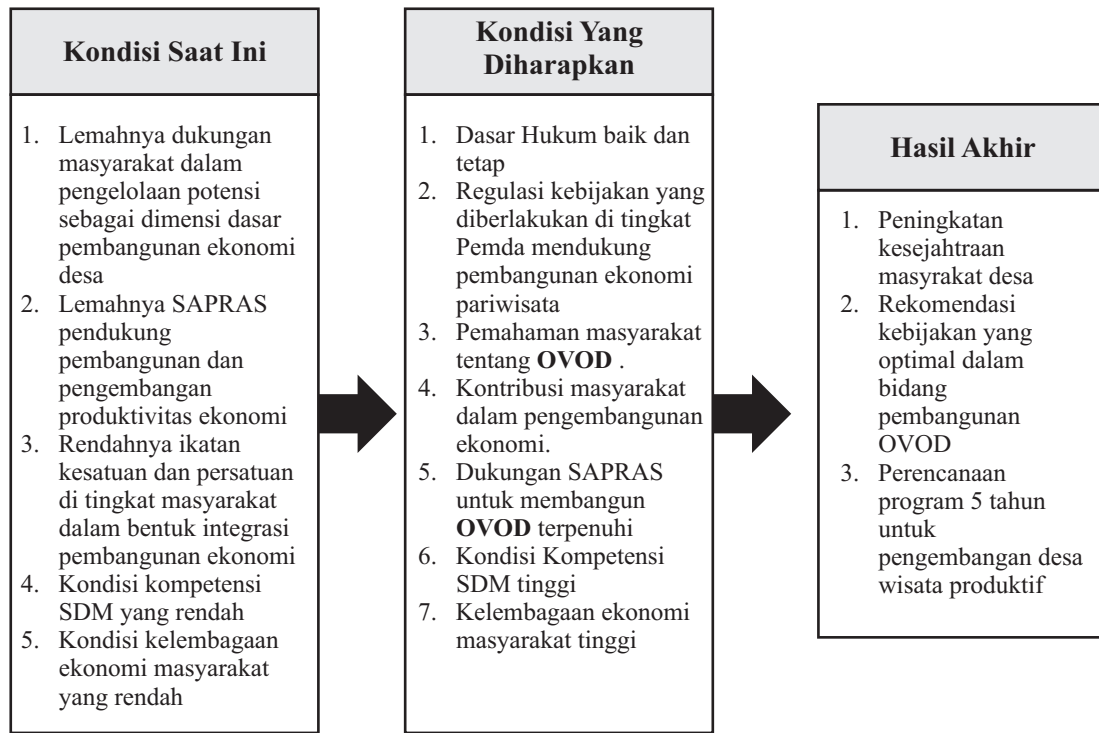 Kondisi Saat Ini
1. Lemahnya dukungan
masyarakat dalam
pengelolaan potensi
sebagai dimensi dasar
pembangunan ekonomi
desa
2. Lemahnya SAPRAS
pendukung
pembangunan dan
pengembangan
produktivitas ekonomi
3. Rendahnya ikatan
kesatuan dan persatuan
di tingkat masyarakat
dalam bentuk integrasi
pembangunan ekonomi
4. Kondisi kompetensi
SDM yang rendah
5. Kondisi kelembagaan
ekonomi masyarakat
yang rendah
Kondisi Yang
Diharapkan
1. Dasar Hukum baik dan
tetap
2. Regulasi kebijakan yang
diberlakukan di tingkat
Pemda mendukung
pembangunan ekonomi
pariwisata
3. Pemahaman masyarakat
tentang OVOD .
4. Kontribusi masyarakat
dalam pengembangunan
ekonomi.
5. Dukungan SAPRAS
untuk membangun
OVOD terpenuhi
6. Kondisi Kompetensi
SDM tinggi
7. Kelembagaan ekonomi
masyarakat tinggi
Hasil Akhir
1. Peningkatan
kesejahtraan
masyrakat desa
2. Rekomendasi
kebijakan yang
optimal dalam
bidang
pembangunan
OVOD
3. Perencanaan
program 5 tahun
untuk
pengembangan desa
wisata produktif